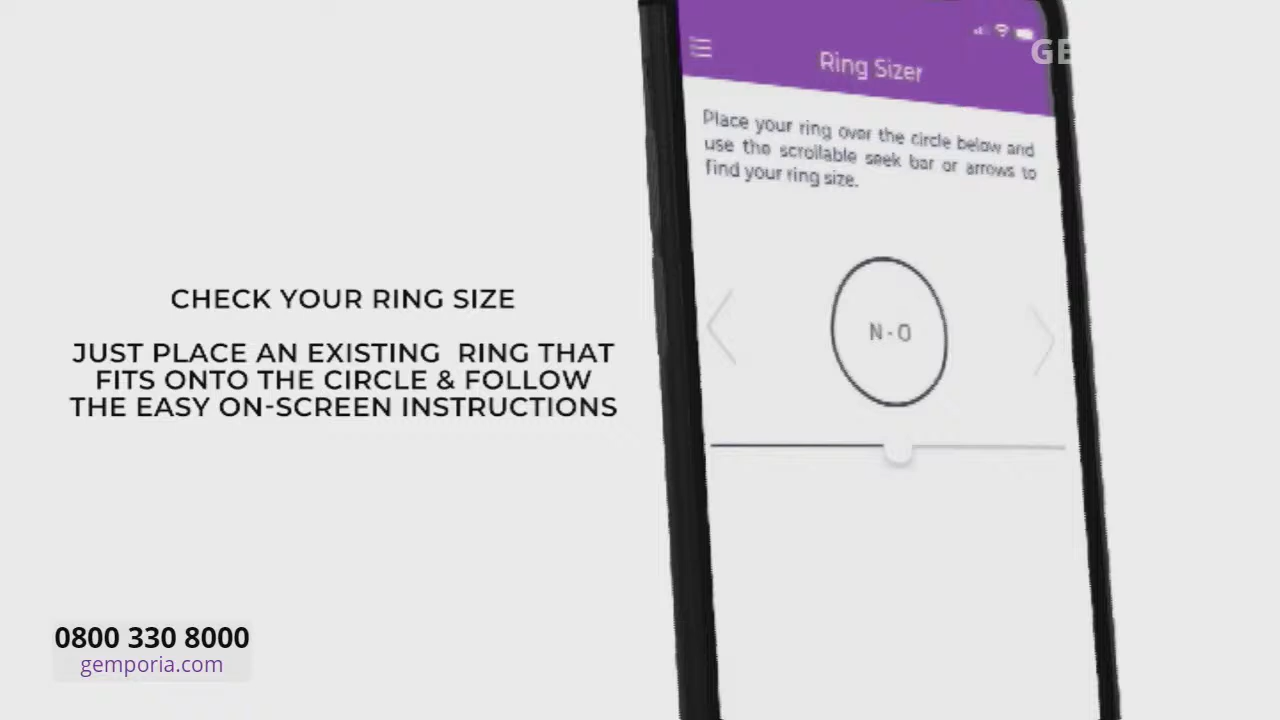 GE
Ring Sizer
Place your ring over the circle below and
use the scrollable seek bar or arrows to
find your ring size.
N - O
CHECK YOUR RING SIZE
JUST PLACE AN EXISTING RING THAT
FITS ONTO THE CIRCLE & FOLLOW
THE EASY ON-SCREEN INSTRUCTIONS
0800 330 8000
gemporia.com